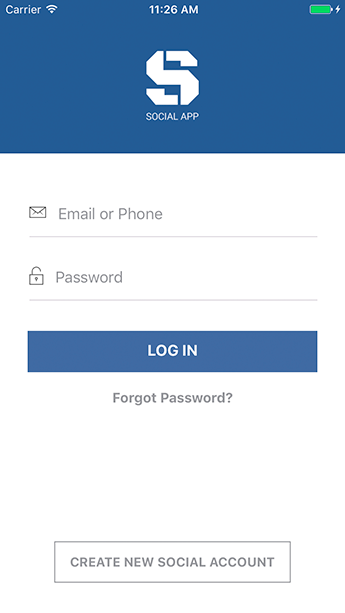 Carrier 11:26 AM
SOCIAL APP
Email or Phone
Password
LOG IN
Forgot Password?
CREATE NEW SOCIAL ACCOUNT